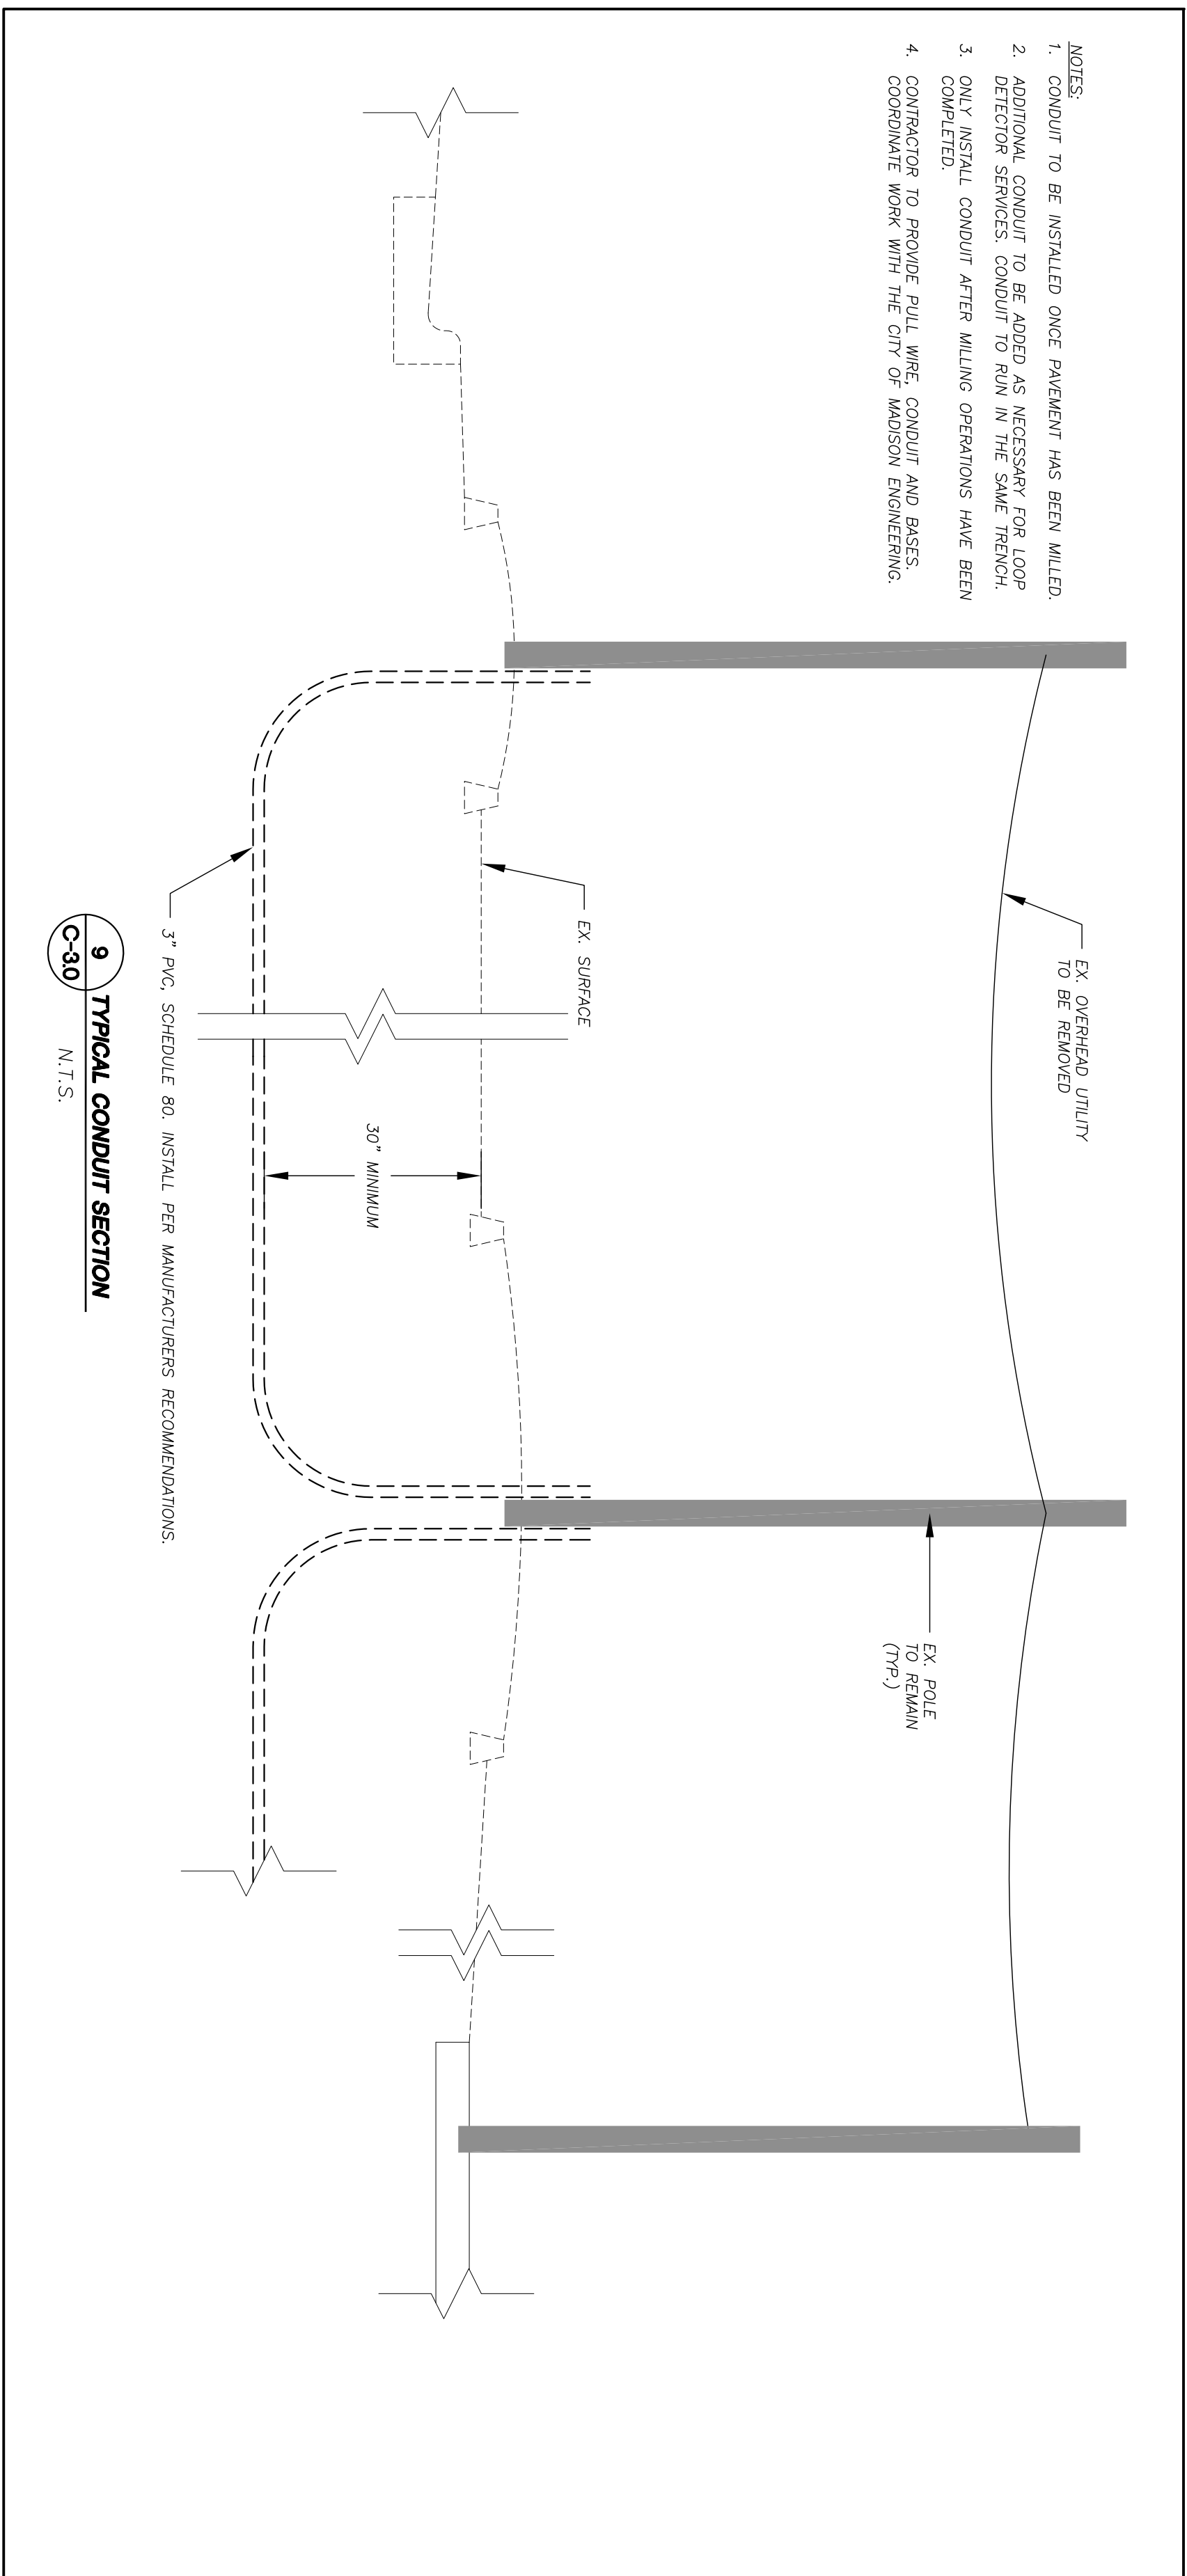 NOTES:
1. CONDUIT TO BE INSTALLED ONCE PAVEMENT HAS BEEN MILLED.
2. ADDITIONAL CONDUIT TO BE ADDED AS NECESSARY FOR LOOP
DETECTOR SERVICES. CONDUIT TO RUN IN THE SAME TRENCH.
3. ONLY INSTALL CONDUIT AFTER MILLING OPERATIONS HAVE BEEN
COMPLETED.
4. CONTRACTOR TO PROVIDE PULL WIRE, CONDUIT AND BASES.
COORDINATE WORK WITH THE CITY OF MADISON ENGINEERING.
EX. OVERHEAD UTILITY
TO BE REMOVED
EX. POLE
TO REMAIN
(TYP.)
EX. SURFACE
30" MINIMUM
3" PVC, SCHEDULE 80. INSTALL PER MANUFACTURERS RECOMMENDATIONS.
9
C-3.0
TYPICAL CONDUIT SECTION
N.T.S.